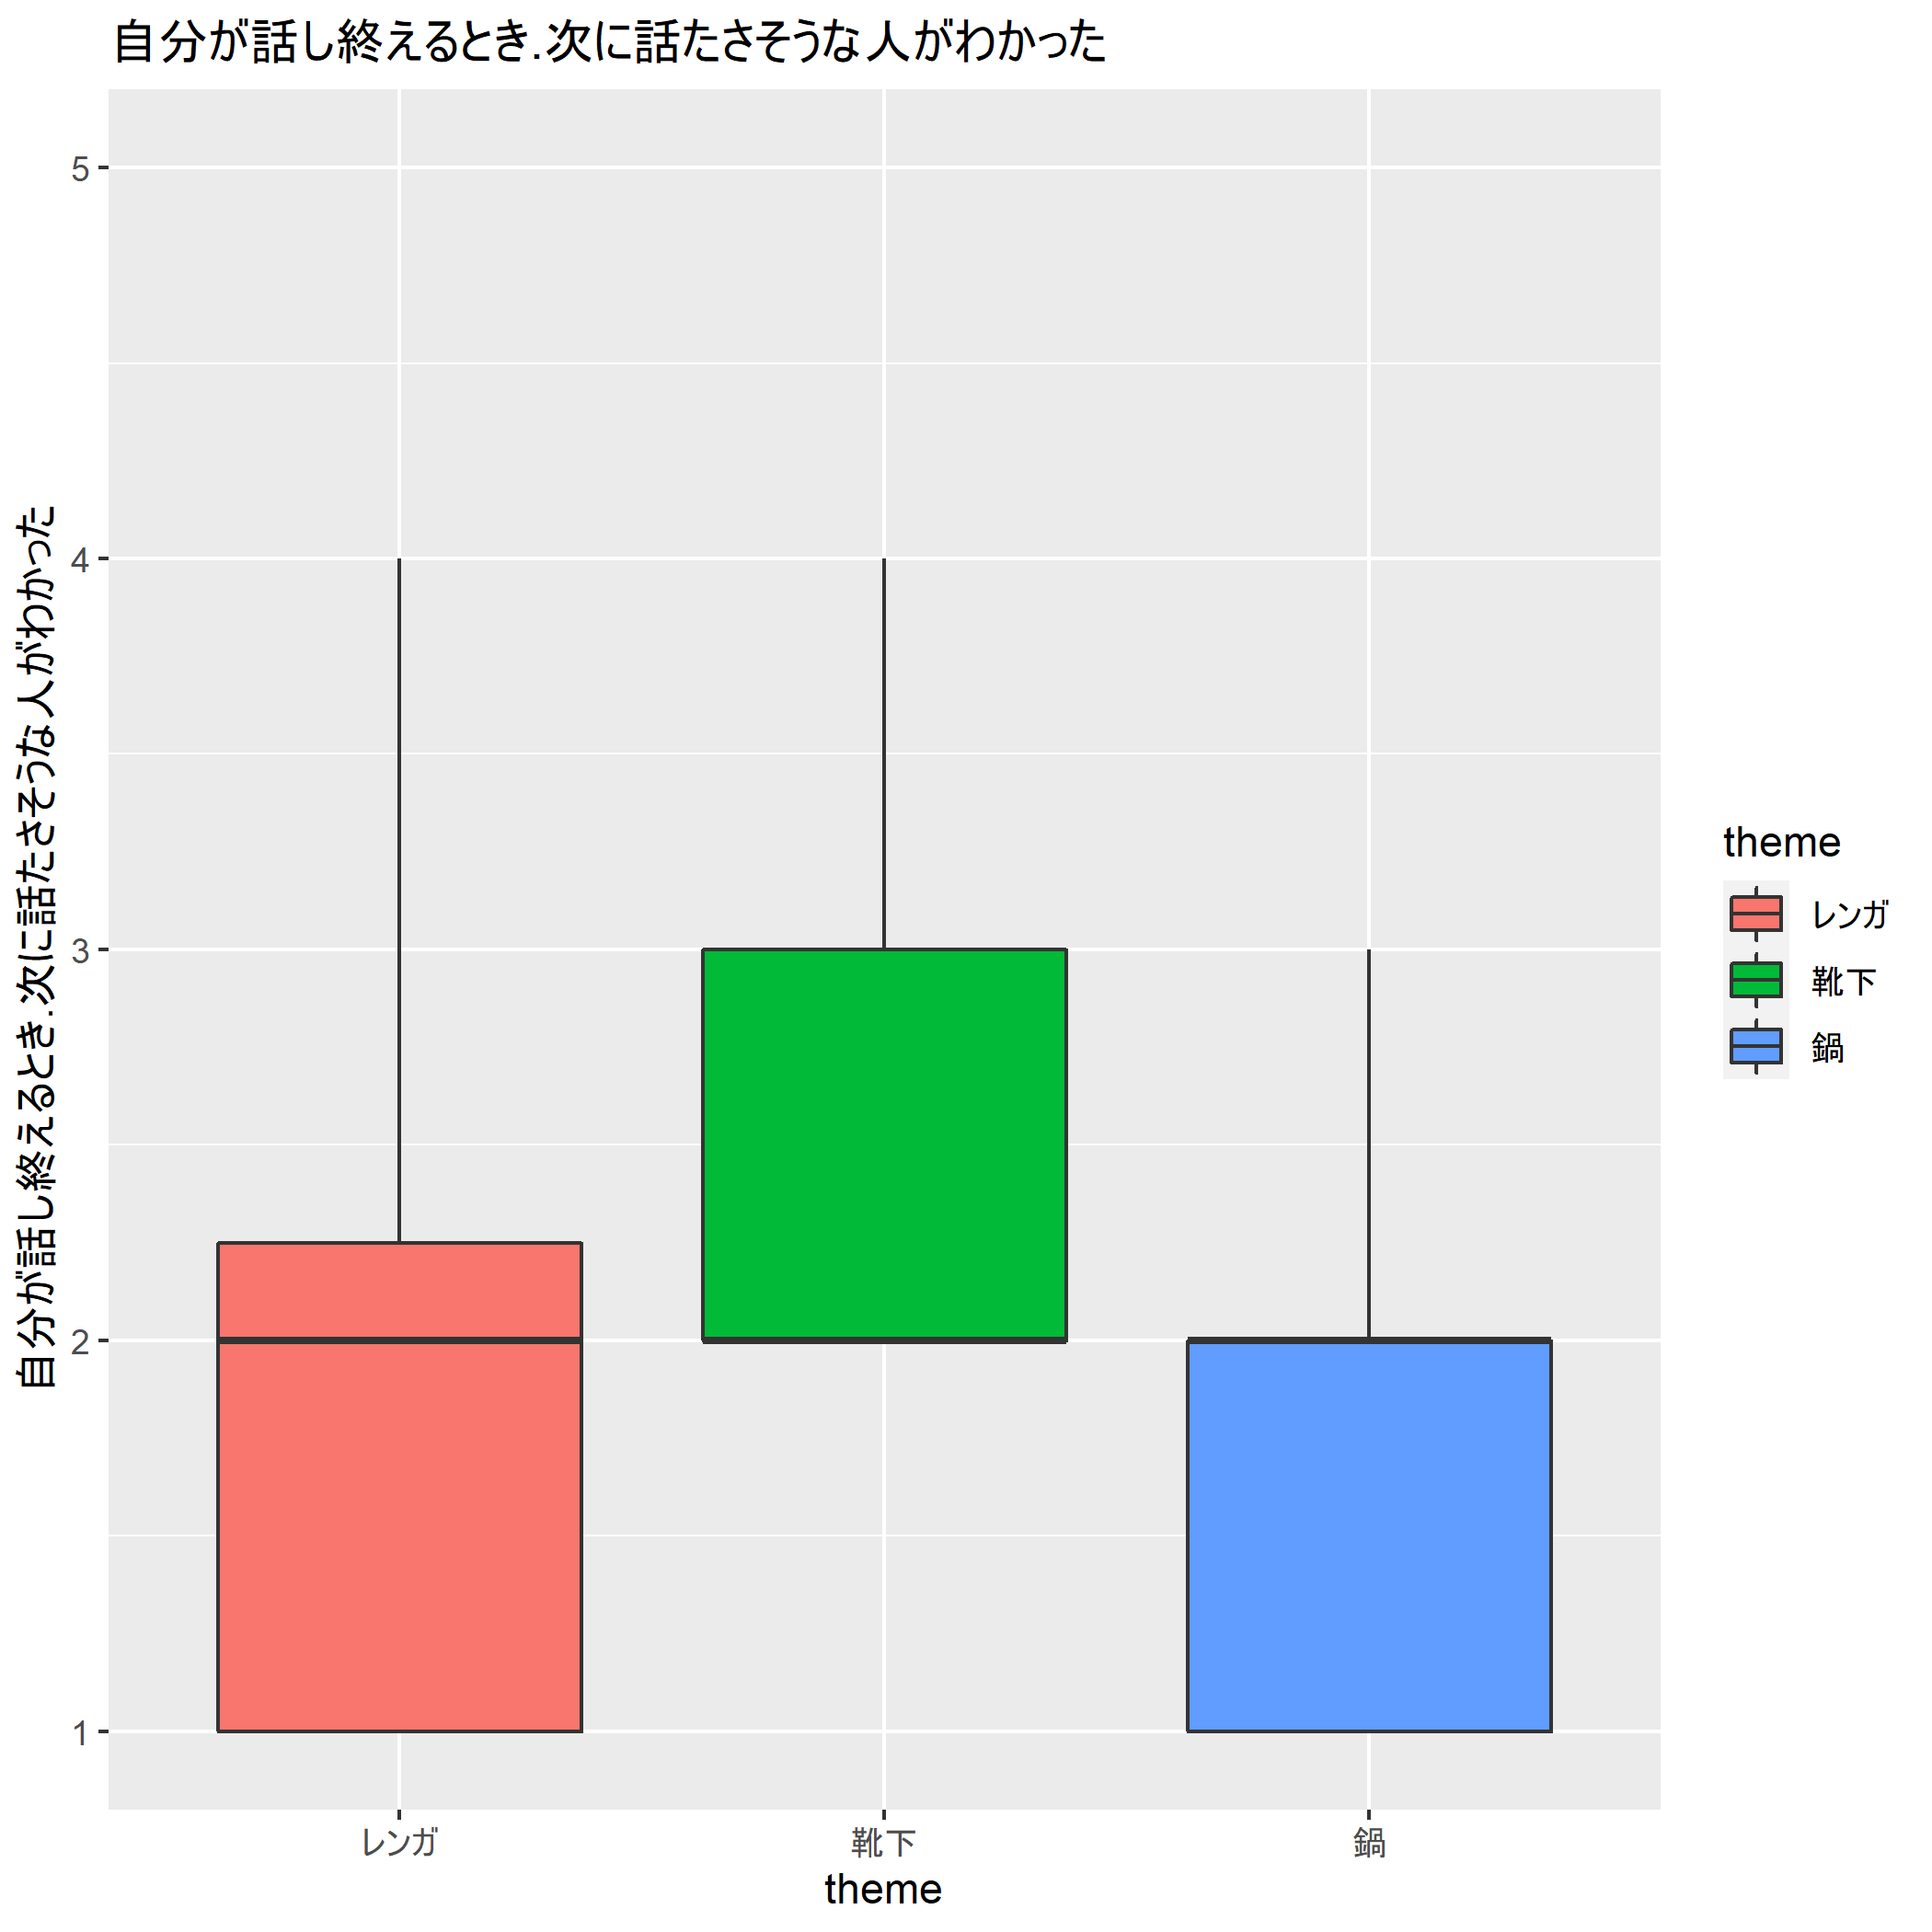 自分が話し終えるとき.次に話たさそうな人がわかった
自分が話し終えるとき.次に話たさそうな人がわかった
5
4
3
2
1
レンガ
靴下
鍋
theme
theme
レンガ
靴下
鍋